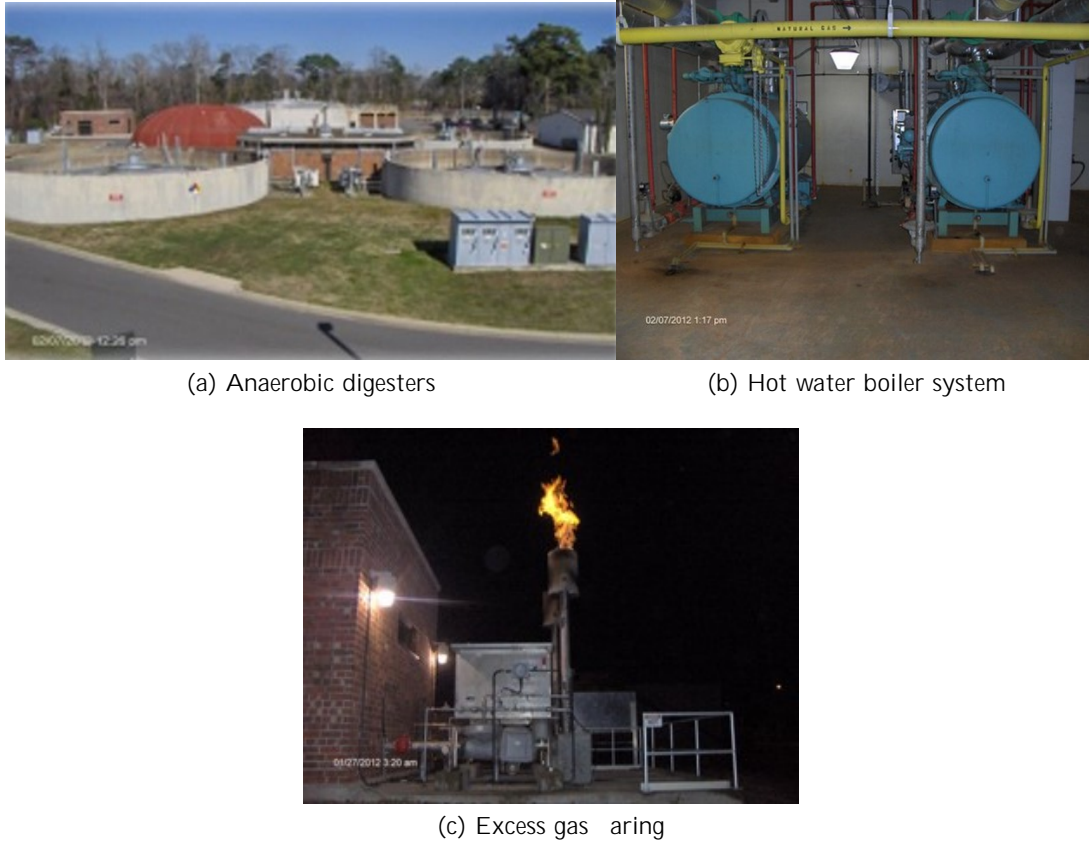 NATURAL GAS →
02/07/2012 1:17 pm
(a) Anaerobic digesters
(b) Hot water boiler system
01/27/2012 3:20 am
(c) Excess gas  aring